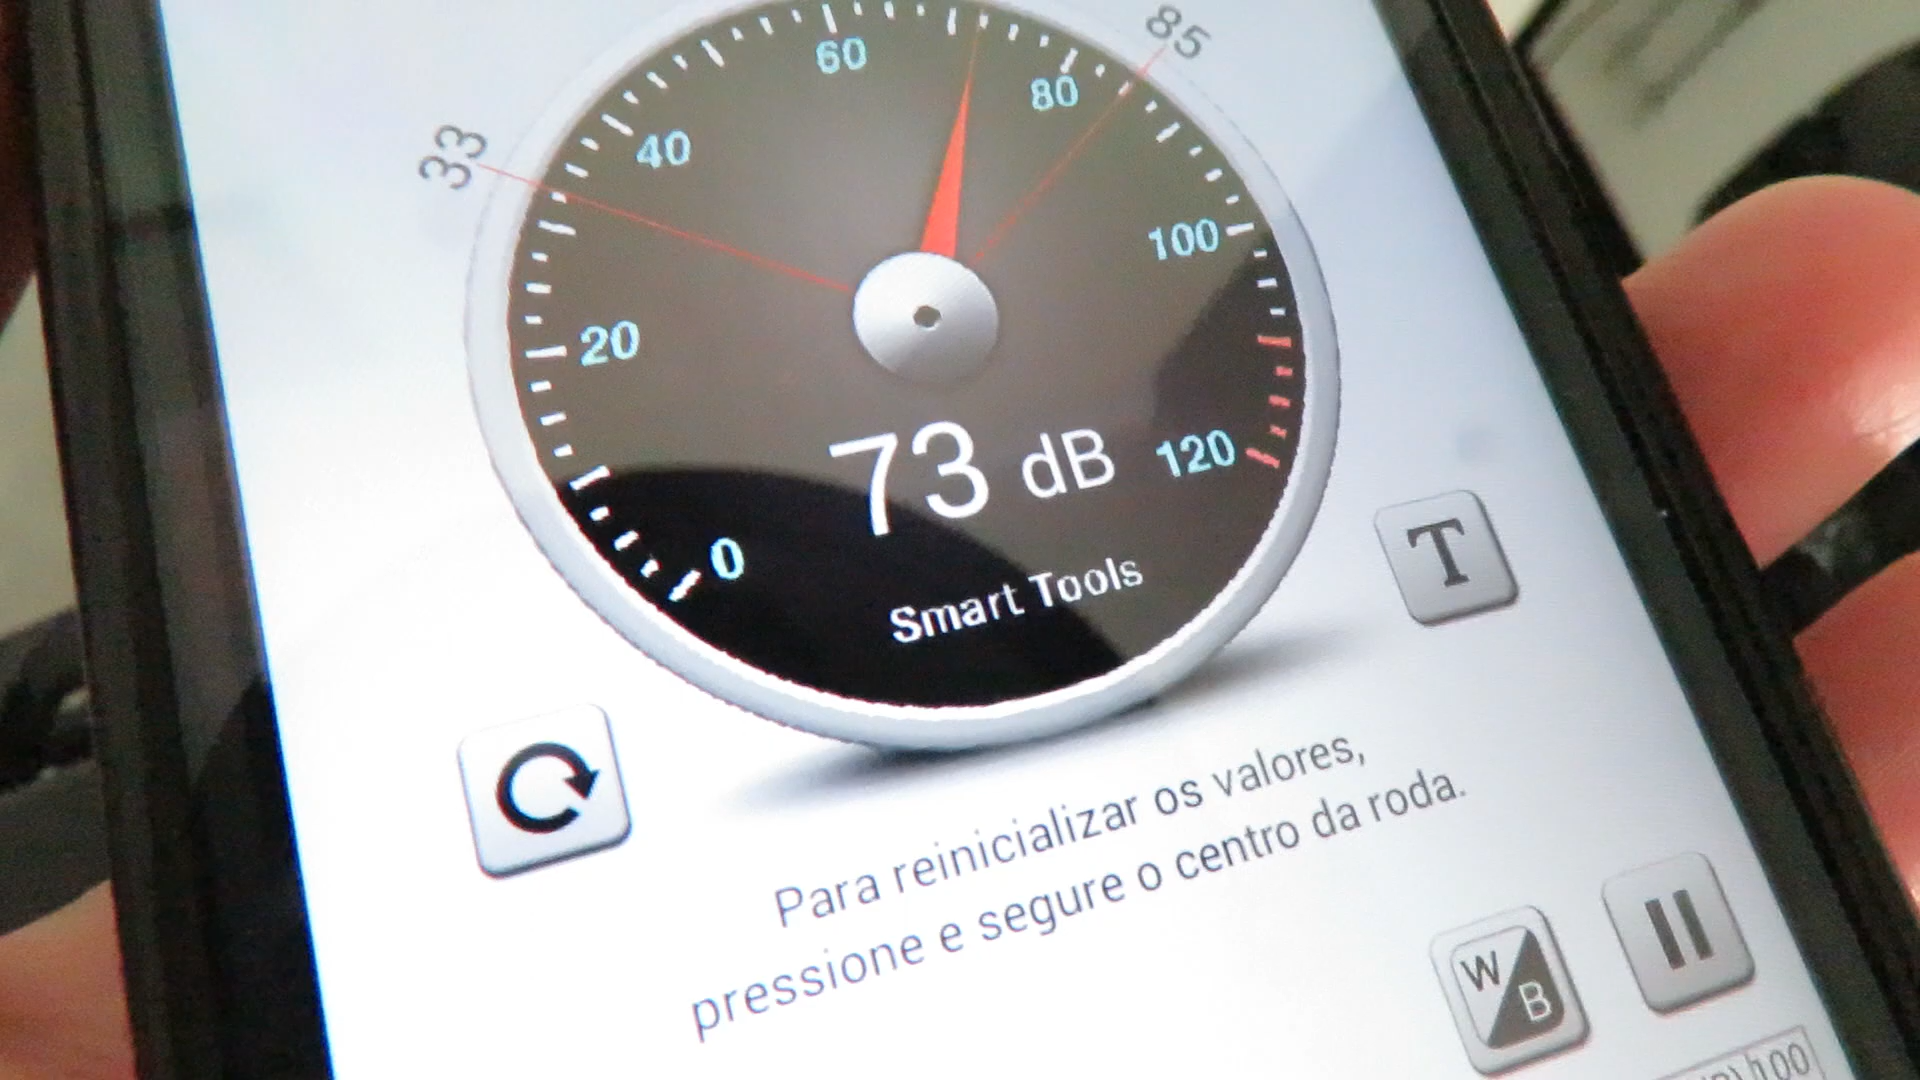 85
60
80
33
40
100
20
73 dB
120
0
T
Smart Tools
Para reinicializar os valores,
pressione e segure o centro da roda.
W/B
100